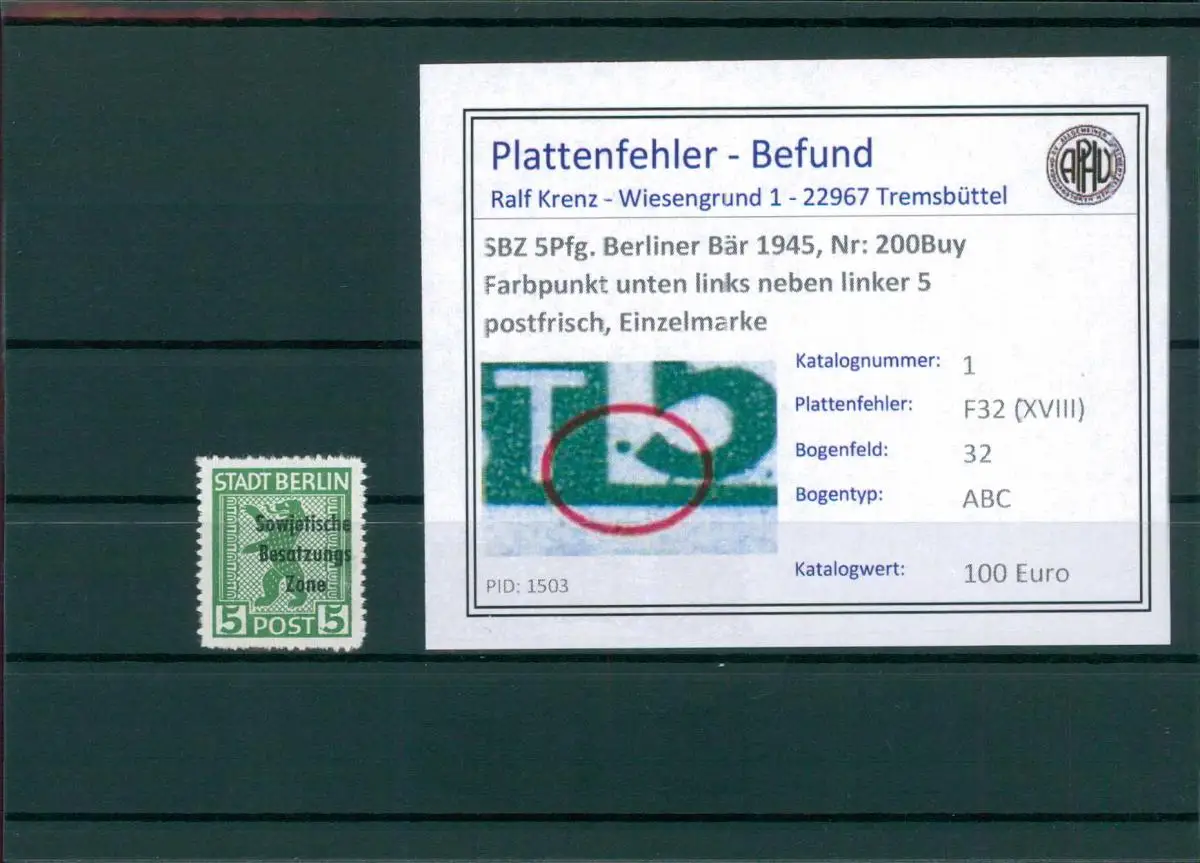 Plattenfehler - Befund
Ralf Krenz - Wiesengrund 1 - 22967 Tremsbüttel
APHV
SBZ 5Pfg. Berliner Bär 1945, Nr: 200Buy
Farbpunkt unten links neben linker 5
postfrisch, Einzelmarke
T 5
Katalognummer: 1
Plattenfehler: F32 (XVIII)
Bogenfeld: 32
Bogentyp: ABC
Katalogwert: 100 Euro
PID: 1503
STADT BERLIN
Sowjetische
Besatzungs
Zone
5 POST 5